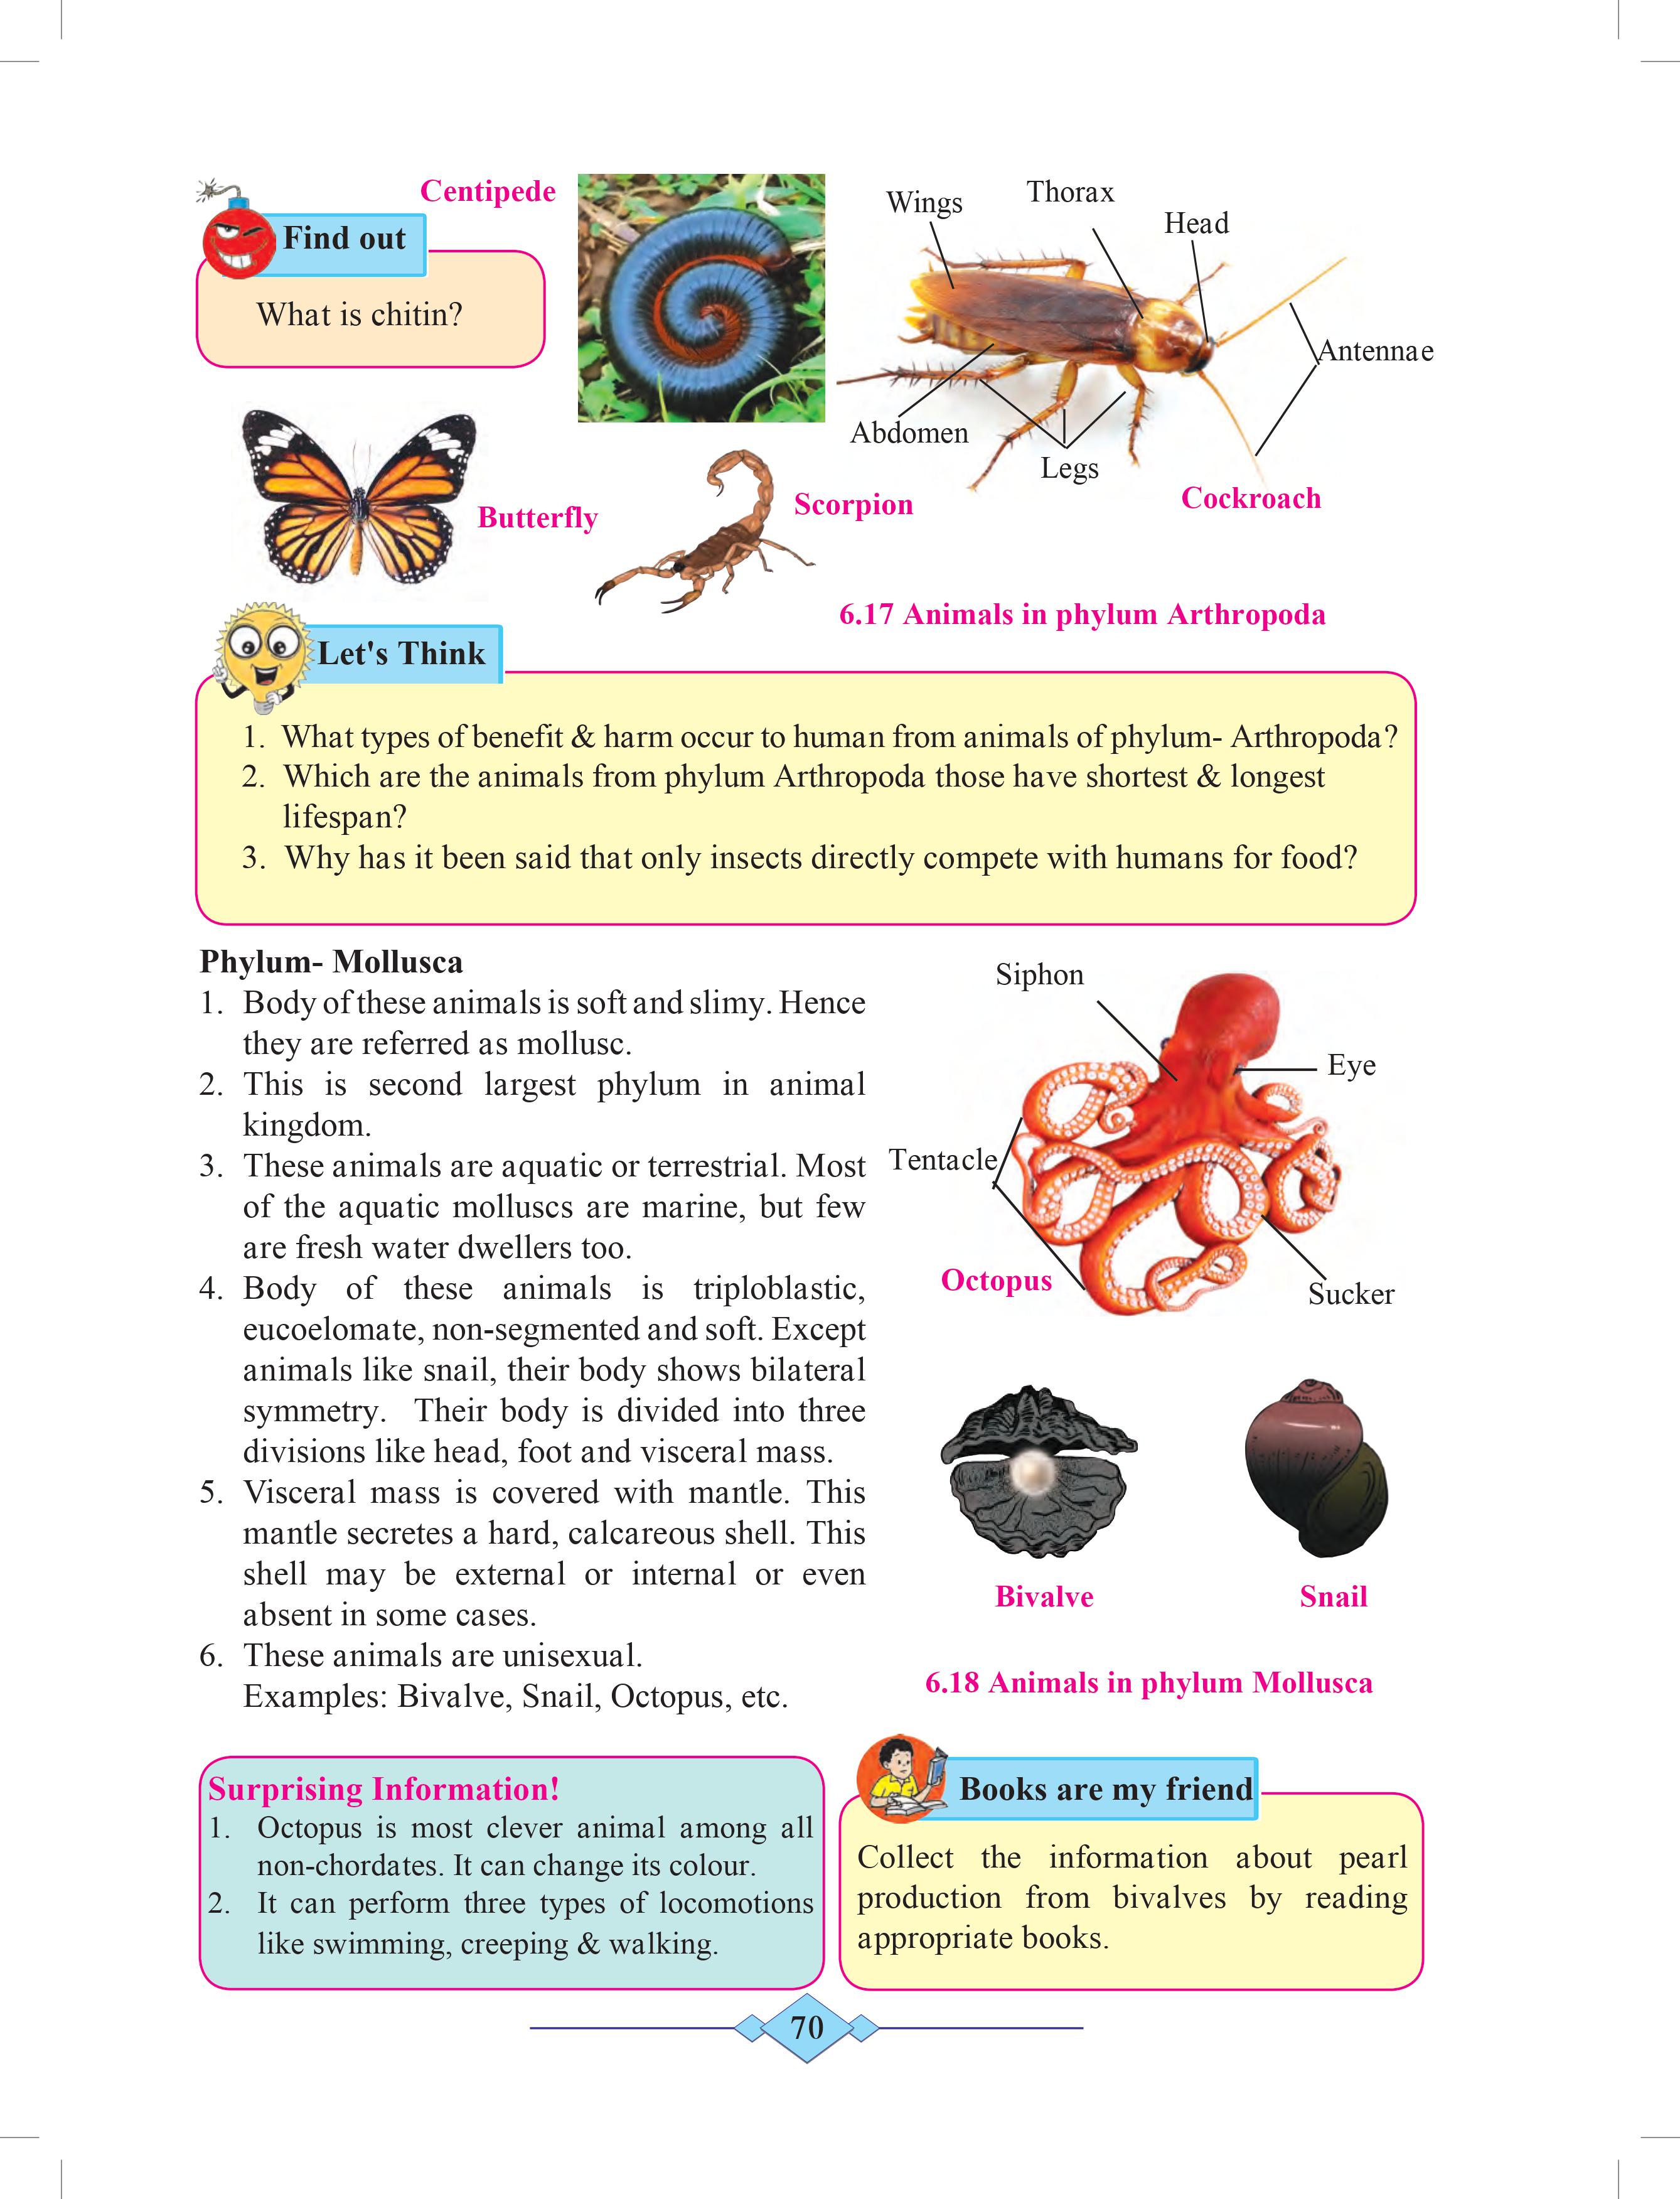 Centipede
Find out
What is chitin?
Wings
Thorax
Head
Antennae
Abdomen
Legs
Cockroach
Butterfly
Scorpion
6.17 Animals in phylum Arthropoda
Let's Think
1. What types of benefit & harm occur to human from animals of phylum- Arthropoda?
2. Which are the animals from phylum Arthropoda those have shortest & longest
lifespan?
3. Why has it been said that only insects directly compete with humans for food?
Phylum- Mollusca
1. Body of these animals is soft and slimy. Hence
they are referred as mollusc.
2. This is second largest phylum in animal
kingdom.
3. These animals are aquatic or terrestrial. Most
of the aquatic molluscs are marine, but few
are fresh water dwellers too.
4. Body of these animals is triploblastic,
eucoelomate, non-segmented and soft. Except
animals like snail, their body shows bilateral
symmetry. Their body is divided into three
divisions like head, foot and visceral mass.
5. Visceral mass is covered with mantle. This
mantle secretes a hard, calcareous shell. This
shell may be external or internal or even
absent in some cases.
6. These animals are unisexual.
Examples: Bivalve, Snail, Octopus, etc.
Siphon
Eye
Tentacle
Octopus
Sucker
Bivalve
Snail
6.18 Animals in phylum Mollusca
Surprising Information!
1. Octopus is most clever animal among all
non-chordates. It can change its colour.
2. It can perform three types of locomotions
like swimming, creeping & walking.
Books are my friend
Collect the information about pearl
production from bivalves by reading
appropriate books.
70